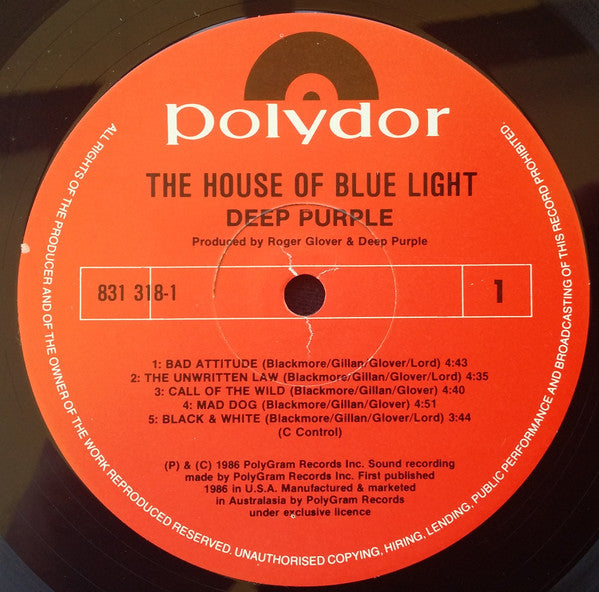 polydor
THE HOUSE OF BLUE LIGHT
DEEP PURPLE
Produced by Roger Glover & Deep Purple
831 318-1
1
1: BAD ATTITUDE (Blackmore/Gillan/Glover/Lord) 4:43
2: THE UNWRITTEN LAW (Blackmore/Gillan/Glover/Lord) 4:35
3: CALL OF THE WILD (Blackmore/Gillan/Glover/Lord) 4:40
4: MAD DOG (Blackmore/Gillan/Glover) 4:51
5: BLACK & WHITE (Blackmore/Gillan/Glover/Lord) 3:44
(C Control)
(P) & (C) 1986 PolyGram Records Inc. Sound recording
made by PolyGram Records Inc. First published
1986 in U.S.A. Manufactured & marketed
in Australasia by PolyGram Records
under exclusive licence
ALL RIGHTS OF THE PRODUCER AND OF THE OWNER OF THE WORK REPRODUCED RESERVED. UNAUTHORISED COPYING, HIRING, LENDING, PUBLIC PERFORMANCE AND BROADCASTING OF THIS RECORD PROHIBITED.